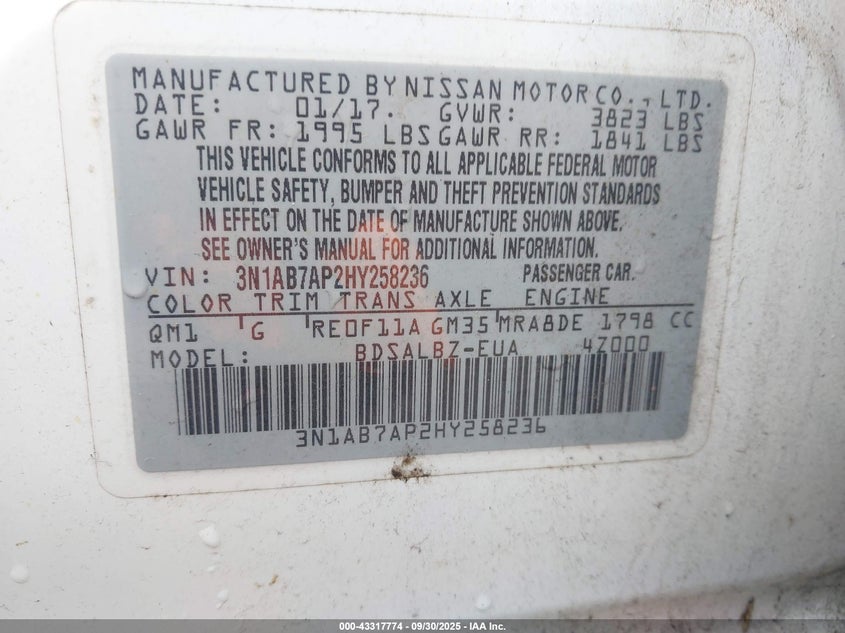 MANUFACTURED BY NISSAN MOTOR CO., LTD.
DATE: 01/17. GVWR: 3823 LBS
GAWR FR: 1995 LBS GAWR RR: 1841 LBS
THIS VEHICLE CONFORMS TO ALL APPLICABLE FEDERAL MOTOR
VEHICLE SAFETY, BUMPER AND THEFT PREVENTION STANDARDS
IN EFFECT ON THE DATE OF MANUFACTURE SHOWN ABOVE.
SEE OWNER'S MANUAL FOR ADDITIONAL INFORMATION.
VIN: 3N1AB7AP2HY258236 PASSENGER CAR.
COLOR TRIM TRANS AXLE ENGINE
QM1 G RE0F11A GM35 MRA8DE 1798 CC
MODEL: BDSALBZ-EUA 4Z000
3N1AB7AP2HY258236
000-43317774 - 09/30/2025 - IAA Inc.